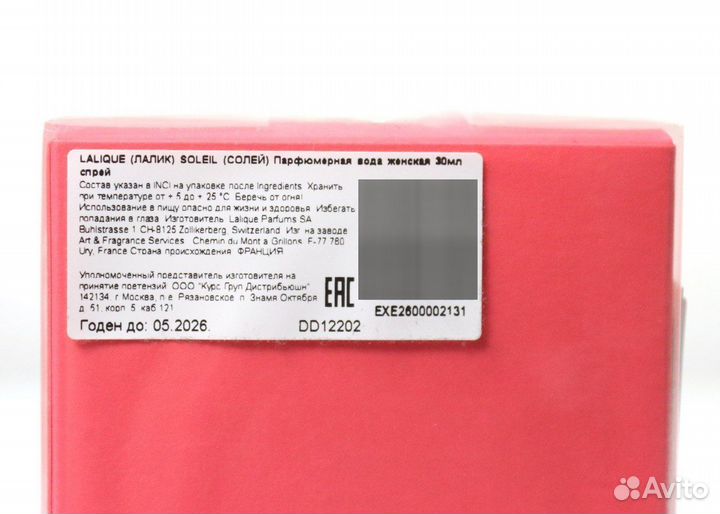 LALIQUE (ЛАЛИК) SOLEIL (СОЛЕЙ) Парфюмерная вода женская 30мл
спрей
Состав указан в INCI на упаковке после Ingredients. Хранить
при температуре от + 5 до + 25 °C. Беречь от огня!
Использование в пищу опасно для жизни и здоровья. Избегать
попадания в глаза. Изготовитель: Lalique Parfums SA
Buhlstrasse 1 CH-8125 Zollikerberg, Switzerland. Изг. на заводе
Art & Fragrance Services. Chemin du Mont a Grillons, F-77 780
Ury, France Страна происхождения: ФРАНЦИЯ
Уполномоченный представитель изготовителя на
принятие претензий: ООО "Курс Груп Дистрибьюшн"
142134, г Москва, п-е. Рязановское, п. Знамя Октября,
д. 51, корп. 5, каб 121
EAC
EXE2600002131
Годен до: 05.2026. DD12202
Avito